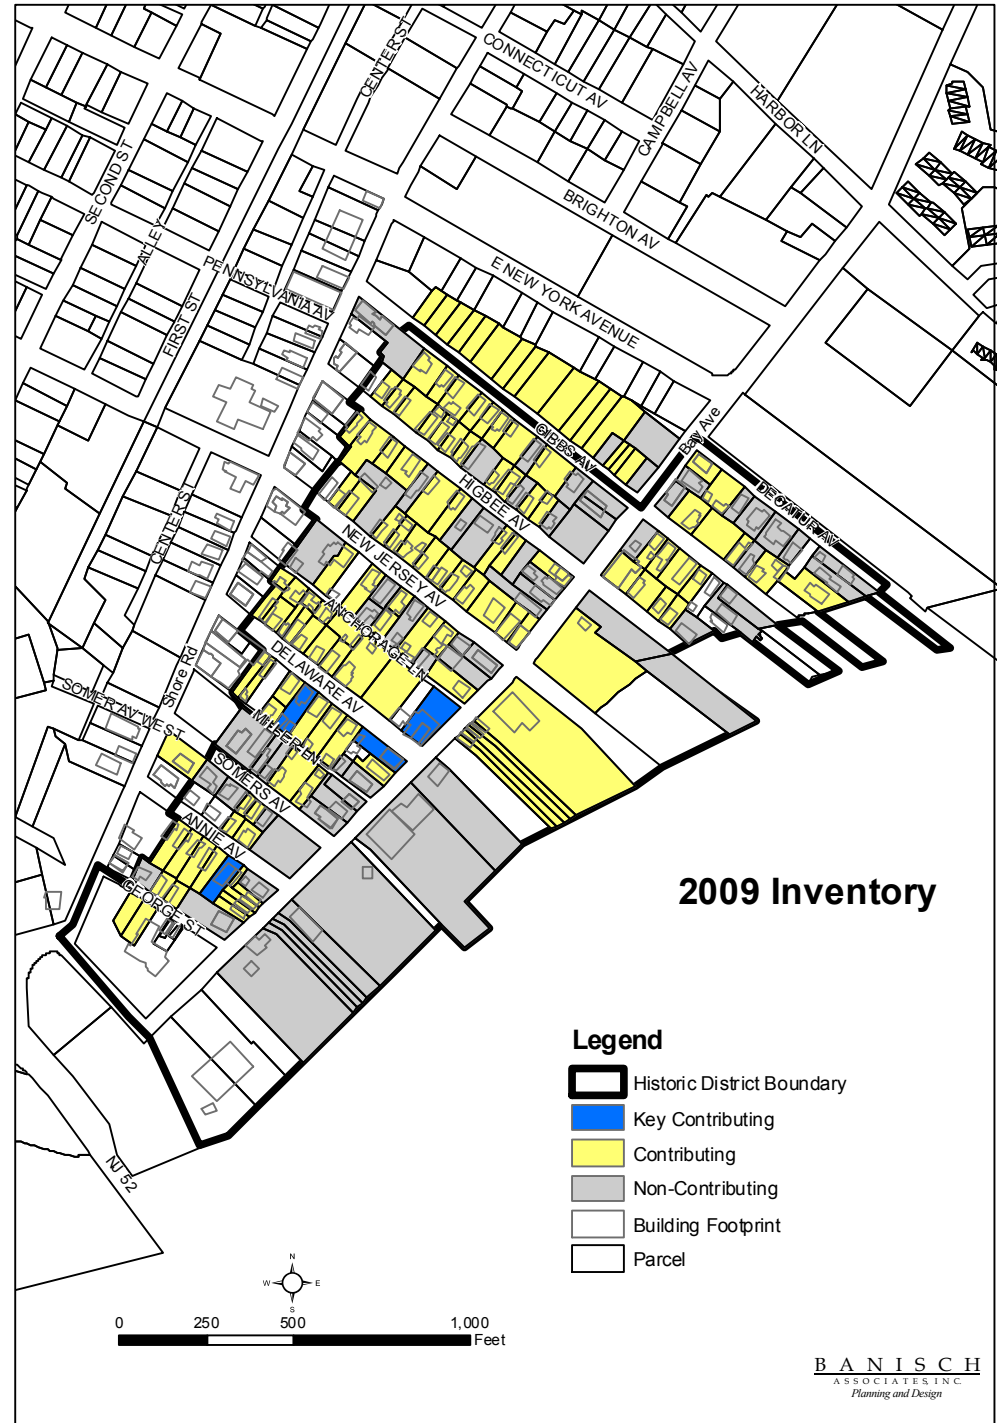 CENTER ST
CONNECTICUT AV
CAMPBELL AV
HARBOR LN
SECOND ST
ALLEY
BRIGHTON AV
PENNSYLVANIA AV
E NEW YORK AVENUE
FIRST ST
GIBBS AV
Bay Ave
HIGBEE AV
DECATUR AV
CENTER ST
NEW JERSEY AV
ANCHORAGE LN
DELAWARE AV
Shore Rd
SOMER AV WEST
MILLER LN
SOMERS AV
ANNIE AV
GEORGE ST
NJ 52
2009 Inventory
Legend
Historic District Boundary
Key Contributing
Contributing
Non-Contributing
Building Footprint
Parcel
N
W E
S
0 250 500 1,000
Feet
BANISCH
ASSOCIATES, INC.
Planning and Design